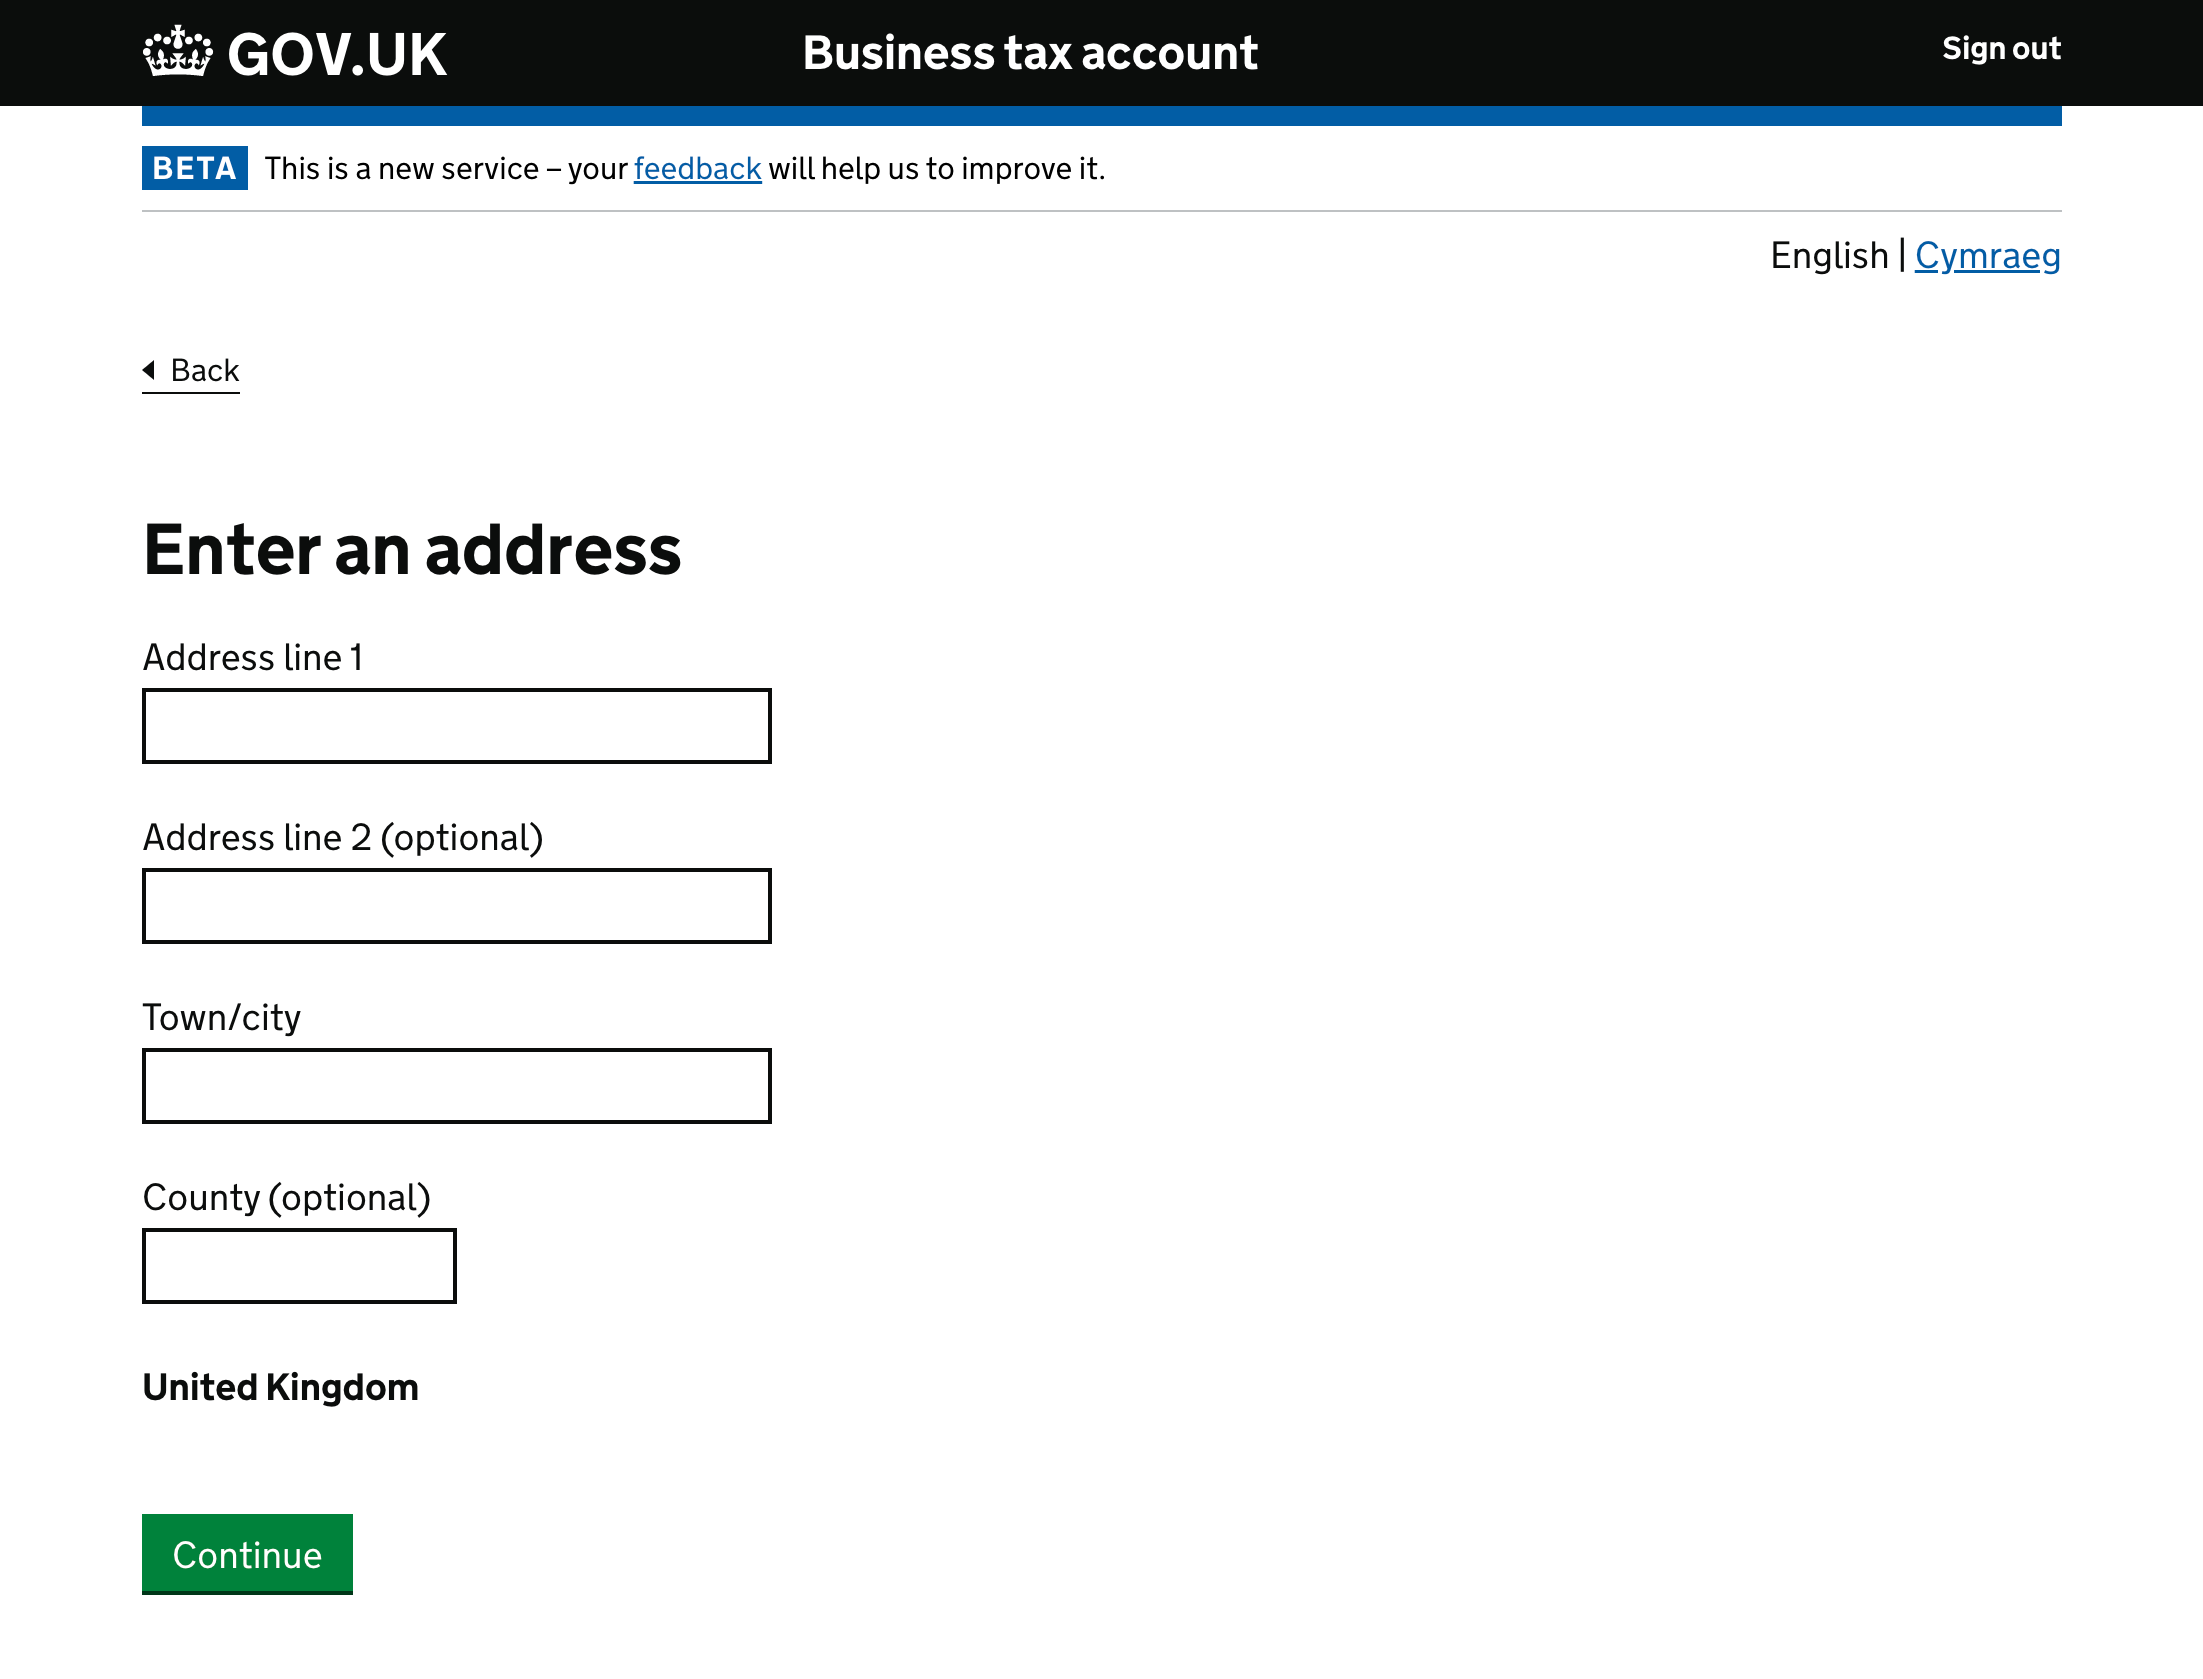 GOV.UK
Business tax account
Sign out
BETA This is a new service – your feedback will help us to improve it.
English | Cymraeg
Back
Enter an address
Address line 1
Address line 2 (optional)
Town/city
County (optional)
United Kingdom
Continue